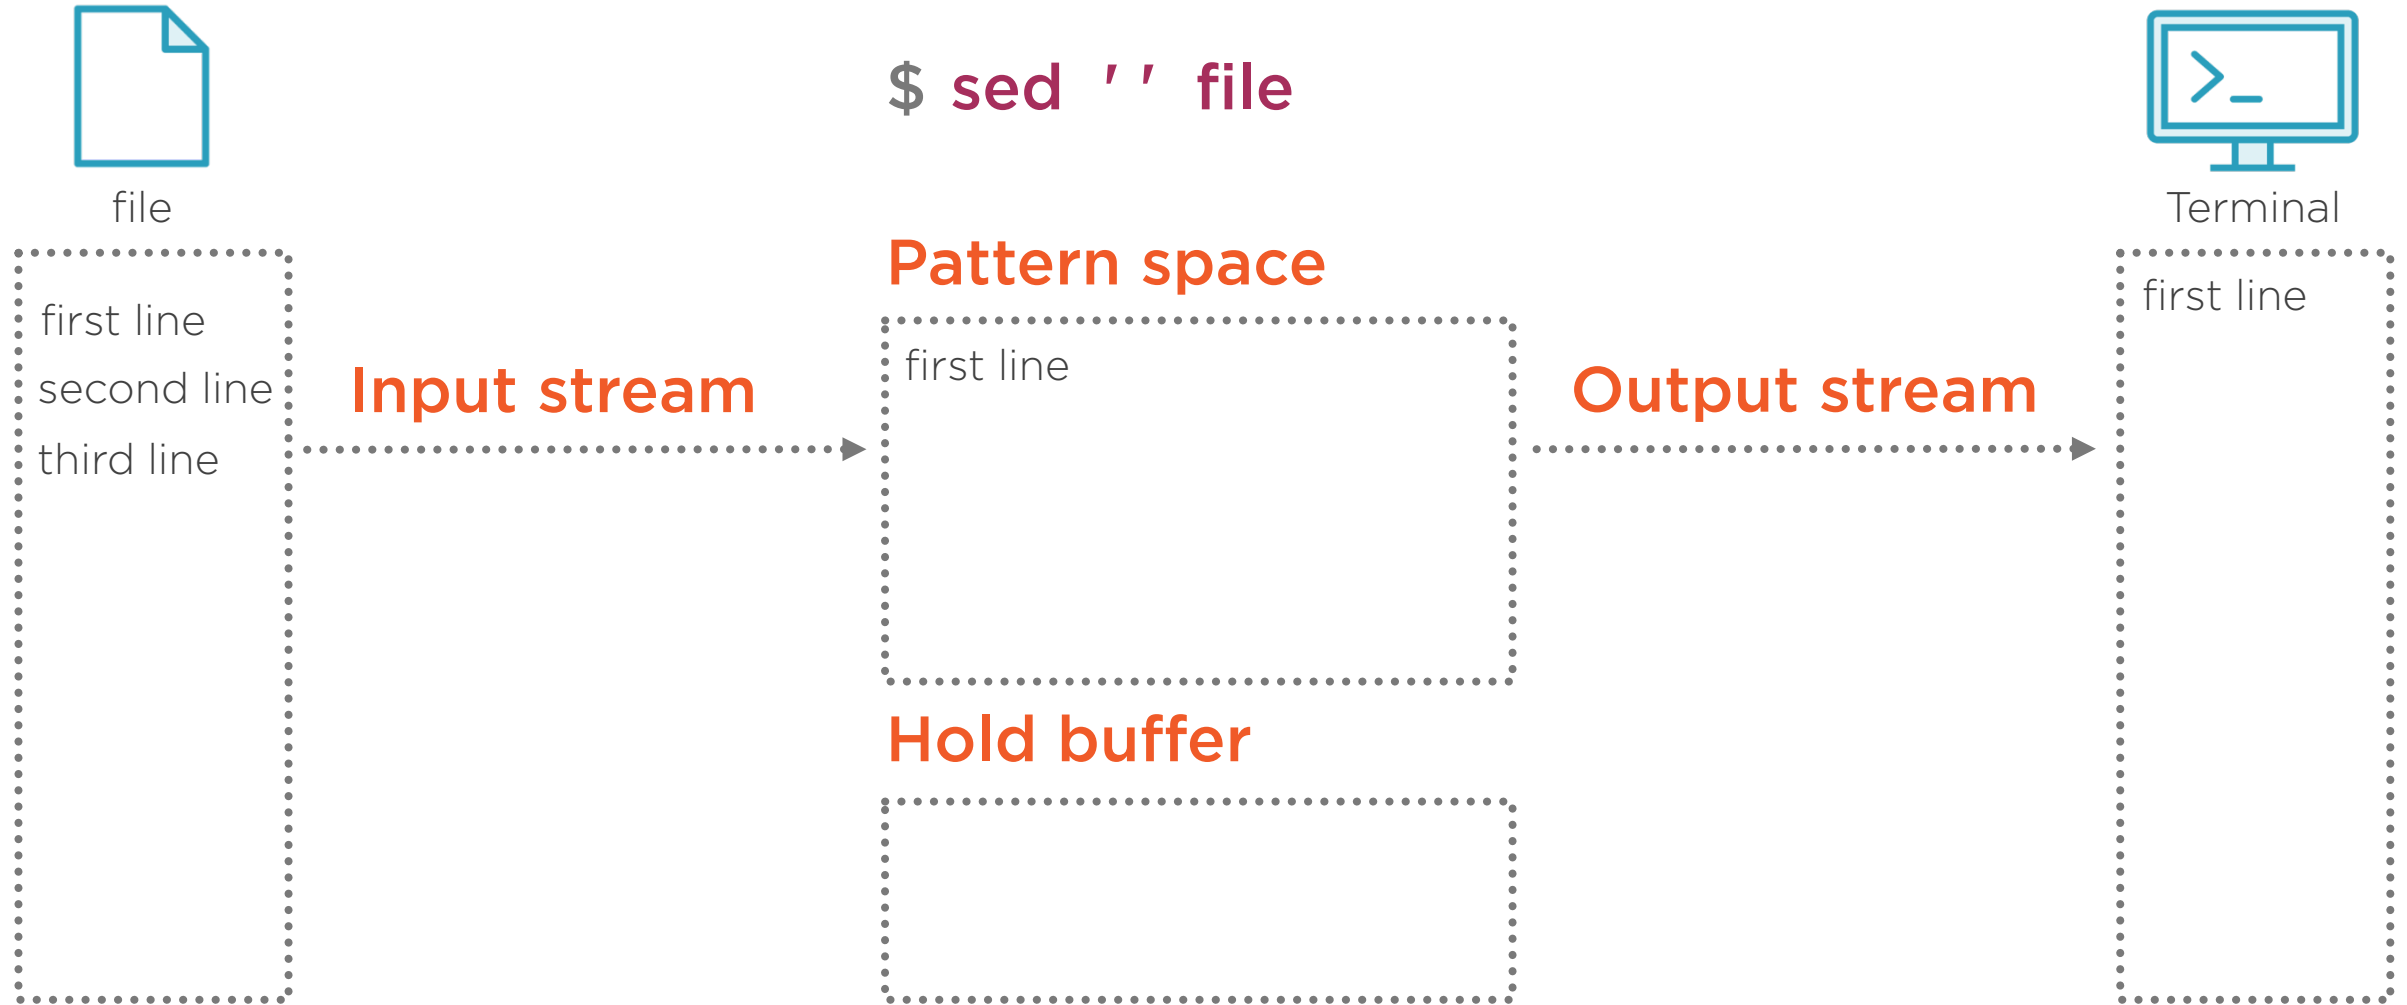 $ sed ' ' file
file
Terminal
first line
second line
third line
Input stream
Pattern space
first line
Hold buffer
Output stream
first line
>_